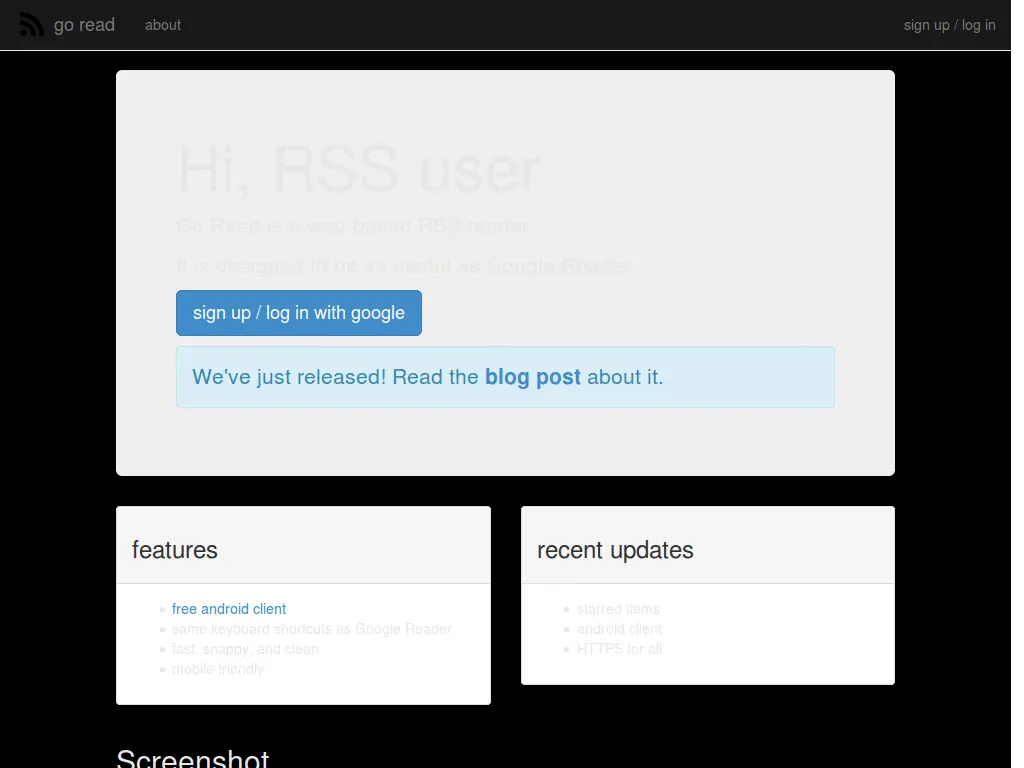 go read
about
sign up / log in
Hi, RSS user
Go Read is a web-based RSS reader.
It is designed to be as useful as Google Reader.
sign up / log in with google
We've just released! Read the blog post about it.
features
free android client
same keyboard shortcuts as Google Reader
fast, snappy, and clean
mobile friendly
recent updates
starred items
android client
HTTPS for all
Screenshot